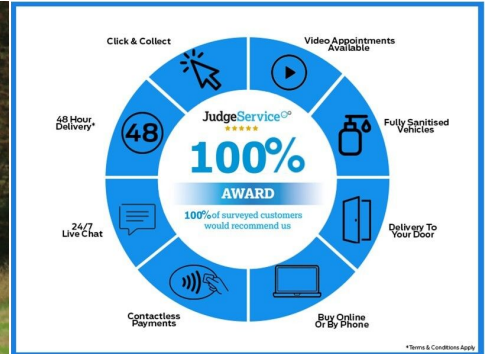 Click & Collect
Video Appointments
Available
48 Hour
Delivery*
48
Fully Sanitised
Vehicles
JudgeService
100%
AWARD
100% of surveyed customers
would recommend us
24/7
Live Chat
Delivery To
Your Door
Contactless
Payments
Buy Online
Or By Phone
*Terms & Conditions Apply